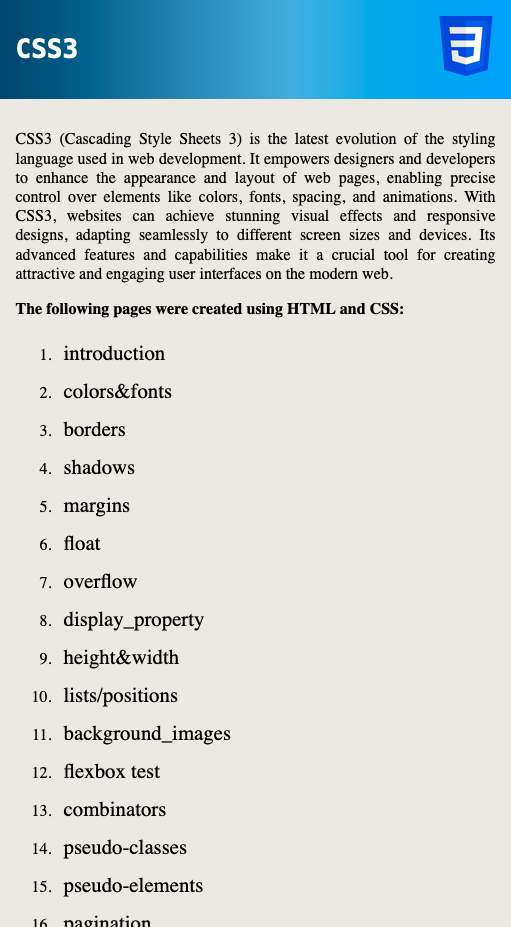 CSS3
CSS3 (Cascading Style Sheets 3) is the latest evolution of the styling
language used in web development. It empowers designers and developers
to enhance the appearance and layout of web pages, enabling precise
control over elements like colors, fonts, spacing, and animations. With
CSS3, websites can achieve stunning visual effects and responsive
designs, adapting seamlessly to different screen sizes and devices. Its
advanced features and capabilities make it a crucial tool for creating
attractive and engaging user interfaces on the modern web.
The following pages were created using HTML and CSS:
1. introduction
2. colors&fonts
3. borders
4. shadows
5. margins
6. float
7. overflow
8. display_property
9. height&width
10. lists/positions
11. background_images
12. flexbox test
13. combinators
14. pseudo-classes
15. pseudo-elements
16. pagination